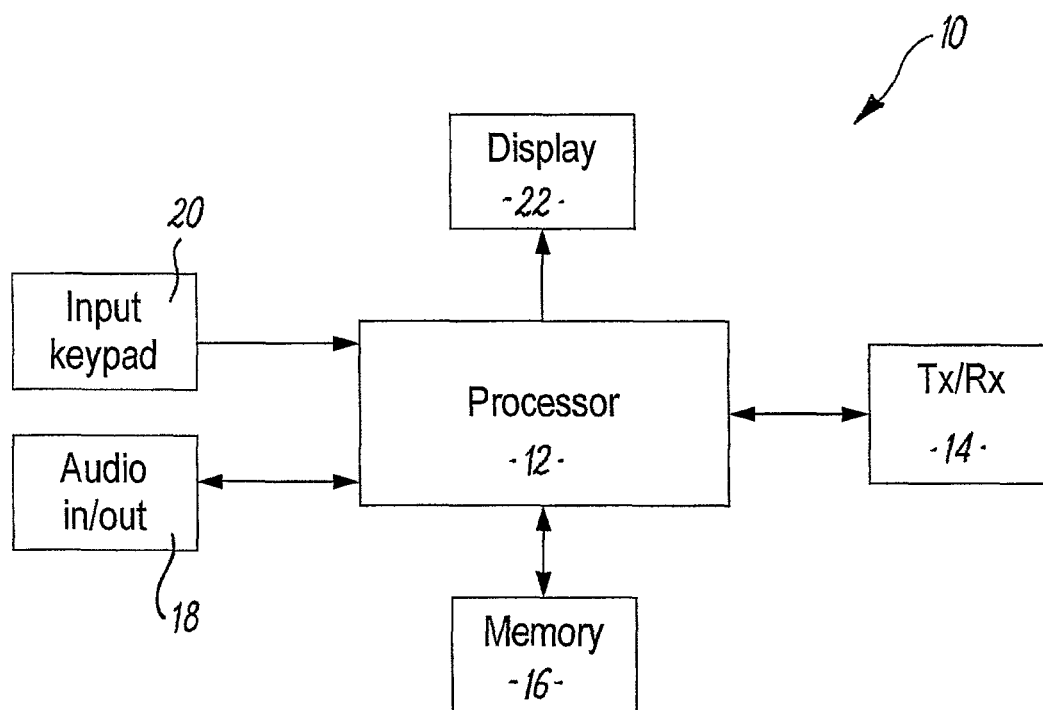 10
Display
-22-
20
Input
keypad
Processor
-12-
Tx/Rx
-14-
Audio
in/out
18
Memory
-16-